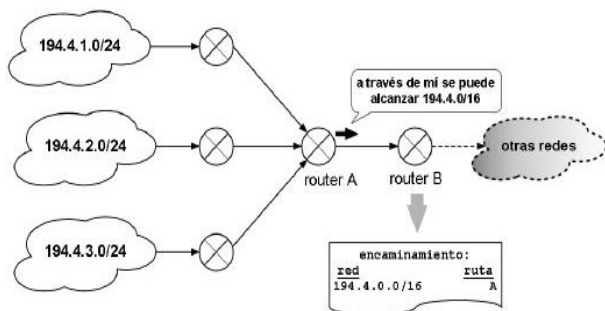 194.4.1.0/24
194.4.2.0/24
194.4.3.0/24
a través de mí se puede
alcanzar 194.4.0/16
router A
router B
otras redes
encaminamiento:
red ruta
194.4.0.0/16 A